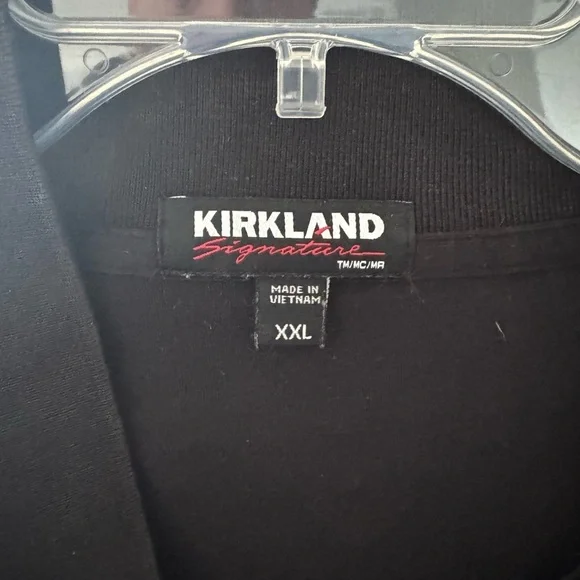 KIRKLAND
Signature
TM/MC/MR
MADE IN
VIETNAM
XXL